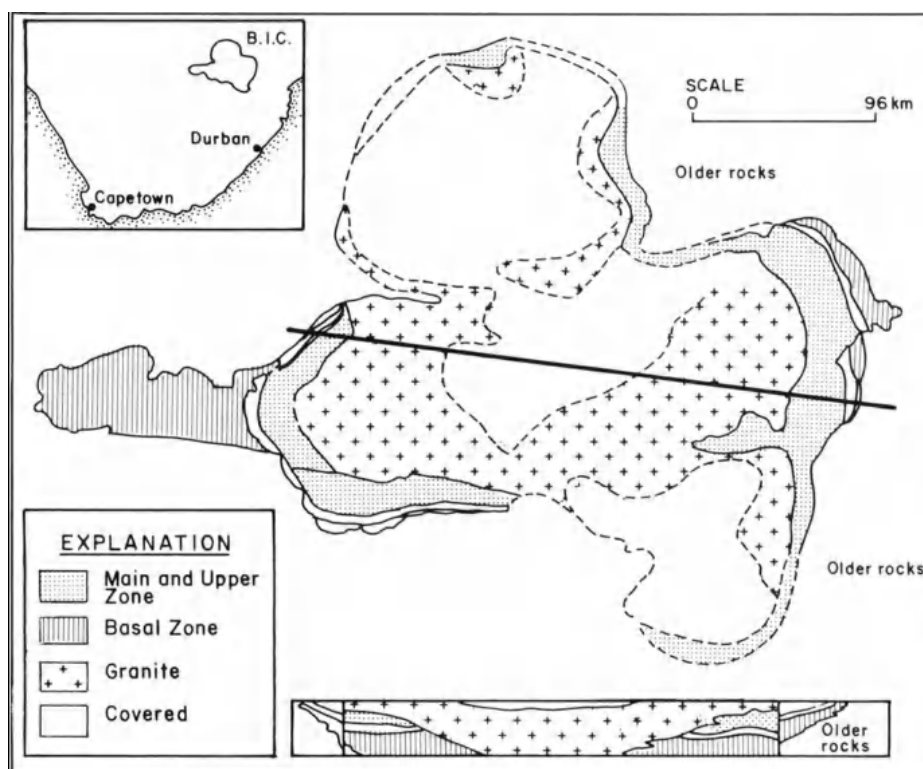 B.I.C.
Durban
Capetown
SCALE
0 96 km
Older rocks
EXPLANATION
Main and Upper
Zone
Basal Zone
Granite
Covered
Older rocks
Older
rocks